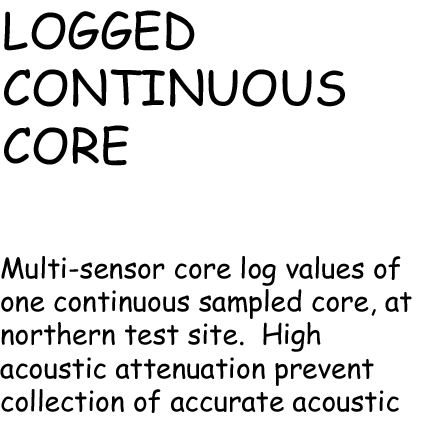 LOGGED
CONTINUOUS
CORE
Multi-sensor core log values of
one continuous sampled core, at
northern test site.  High
acoustic attenuation prevent
collection of accurate acoustic